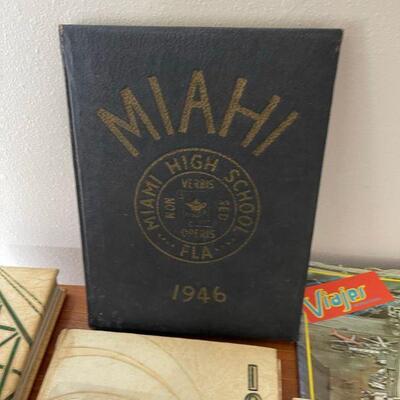 MIAHI
MIAMI HIGH SCHOOL
FLA
NON
VERBIS
SED
OPERIS
1946
Viajes